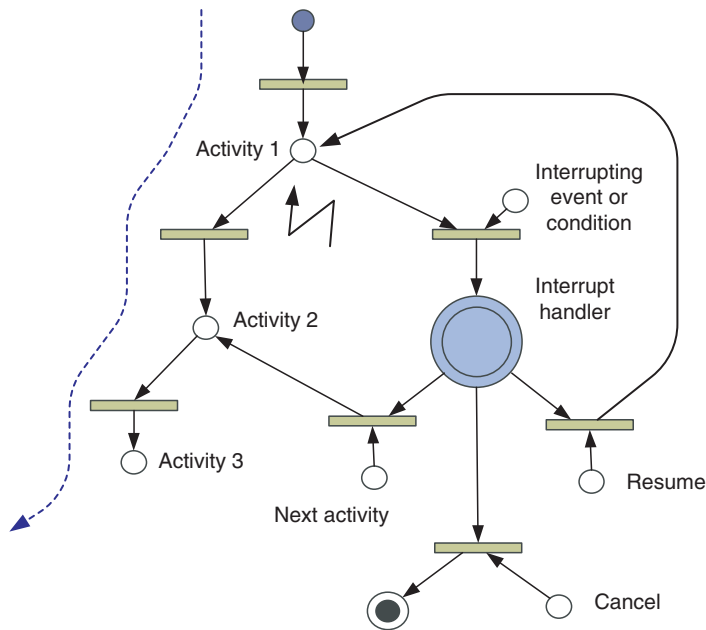 Activity 1
Interrupting
event or
condition
Interrupt
handler
Activity 2
Activity 3
Next activity
Resume
Cancel